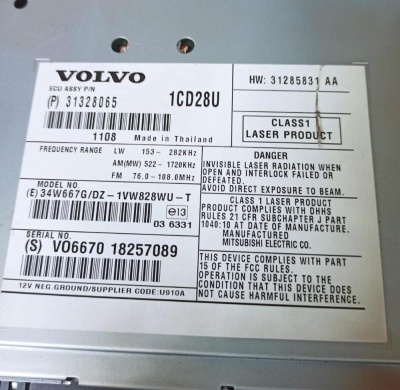 VOLVO
ECU ASSY P/N
(P) 31328065
1CD28U
1108 Made in Thailand
FREQUENCY RANGE LW 153- 282KHz
AM(MW) 522- 1720KHz
FM 76.0-108.0MHz
MODEL NO.
(E) 34W667G/DZ-1VW828WU-T
e13
03 6331
SERIAL NO.
(S) VO6670 18257089
12V NEG.GROUND/SUPPLIER CODE:U910A
HW: 31285831 AA
CLASS1
LASER PRODUCT
DANGER
INVISIBLE LASER RADIATION WHEN
OPEN AND INTERLOCK FAILED OR
DEFEATED.
AVOID DIRECT EXPOSURE TO BEAM.
CLASS 1 LASER PRODUCT
PRODUCT COMPLIES WITH DHHS
RULES 21 CFR SUBCHAPTER J PART
1040:10 AT DATE OF MANUFACTURE.
MANUFACTURED
MITSUBISHI ELECTRIC CO.
THIS PRODUCT COMPLIES WITH PART
15 OF THE FCC RULES.
OPERATION IS SUBJECT TO THE
CONDITION THAT THIS DEVICE DOES
NOT CAUSE HARMFUL INTERFERENCE.